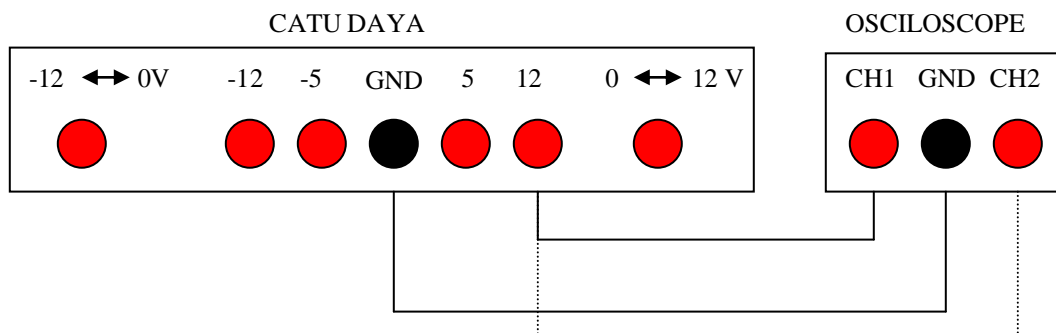 CATU DAYA OSCILOSCOPE
-12 0V -12 -5 GND 5 12 0 12 V CH1 GND CH2